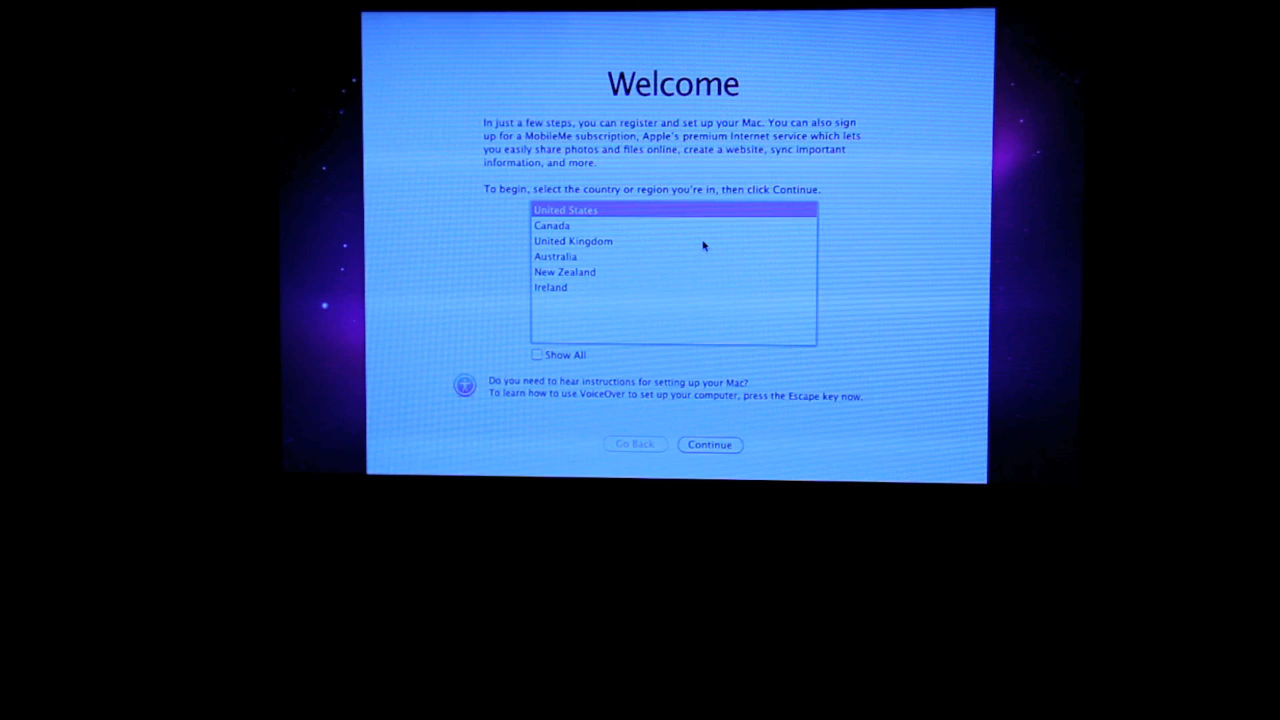 Welcome
In just a few steps, you can register and set up your Mac. You can also sign
up for a MobileMe subscription, Apple's premium Internet service which lets
you easily share photos and files online, create a website, sync important
information, and more.
To begin, select the country or region you're in, then click Continue.
United States
Canada
United Kingdom
Australia
New Zealand
Ireland
Show All
Do you need to hear instructions for setting up your Mac?
To learn how to use VoiceOver to set up your computer, press the Escape key now.
Go Back Continue